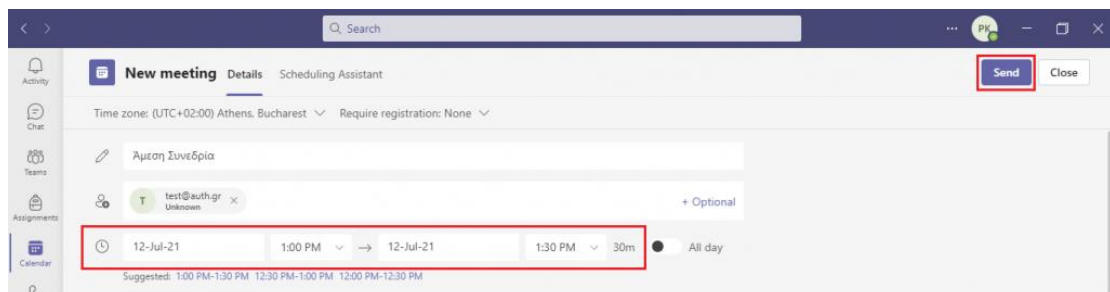 Search
... PK
Activity
New meeting Details Scheduling Assistant
Send Close
Chat
Time zone: (UTC+02:00) Athens, Bucharest Require registration: None
Teams
Άμεση Συνεδρία
Assignments
T test@auth.gr ×
Unknown
+ Optional
Calendar
12-Jul-21 1:00 PM → 12-Jul-21 1:30 PM 30m All day
Suggested: 1:00 PM-1:30 PM 12:30 PM-1:00 PM 12:00 PM-12:30 PM